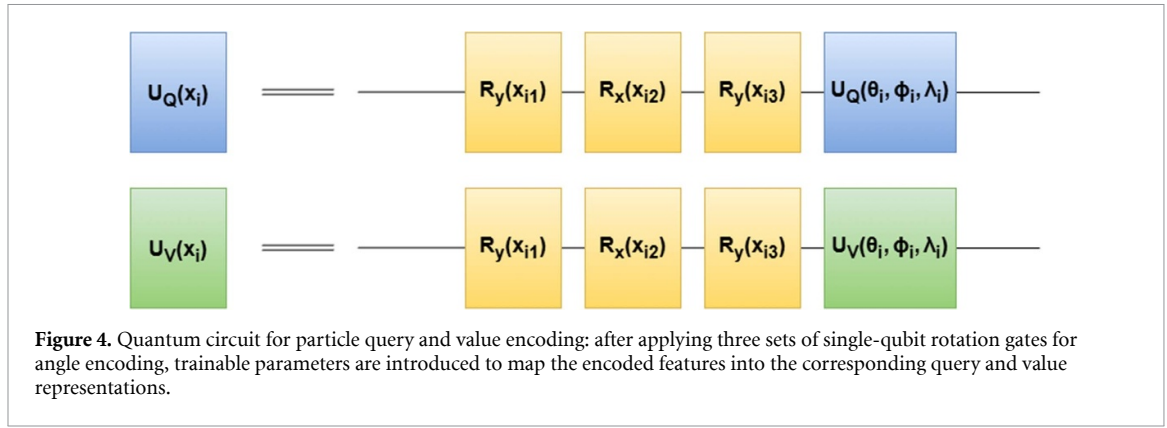 U_Q(x_i) R_y(x_i1) R_x(x_i2) R_y(x_i3) U_Q(θ_i, ϕ_i, λ_i)
U_V(x_i) R_y(x_i1) R_x(x_i2) R_y(x_i3) U_V(θ_i, ϕ_i, λ_i)
Figure 4. Quantum circuit for particle query and value encoding: after applying three sets of single-qubit rotation gates for
angle encoding, trainable parameters are introduced to map the encoded features into the corresponding query and value
representations.